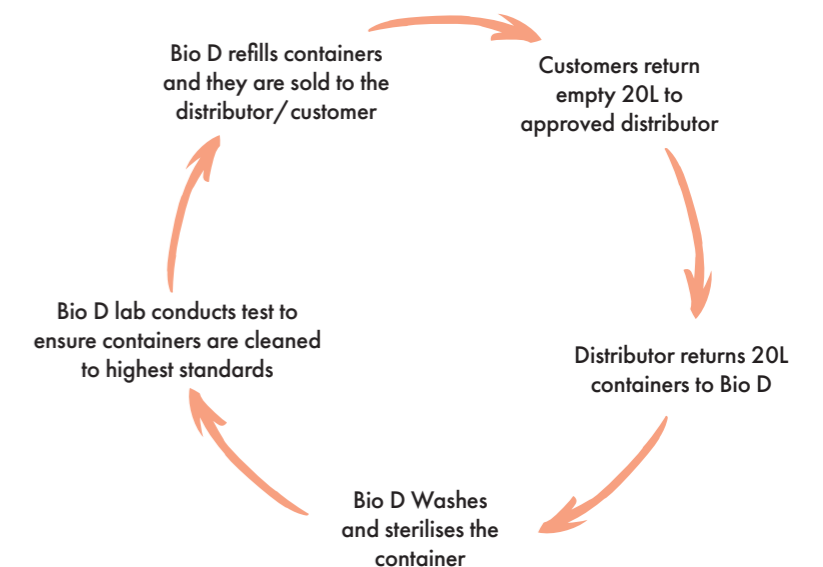 Bio D refills containers
and they are sold to the
distributor/customer
Customers return
empty 20L to
approved distributor
Distributor returns 20L
containers to Bio D
Bio D Washes
and sterilises the
container
Bio D lab conducts test to
ensure containers are cleaned
to highest standards